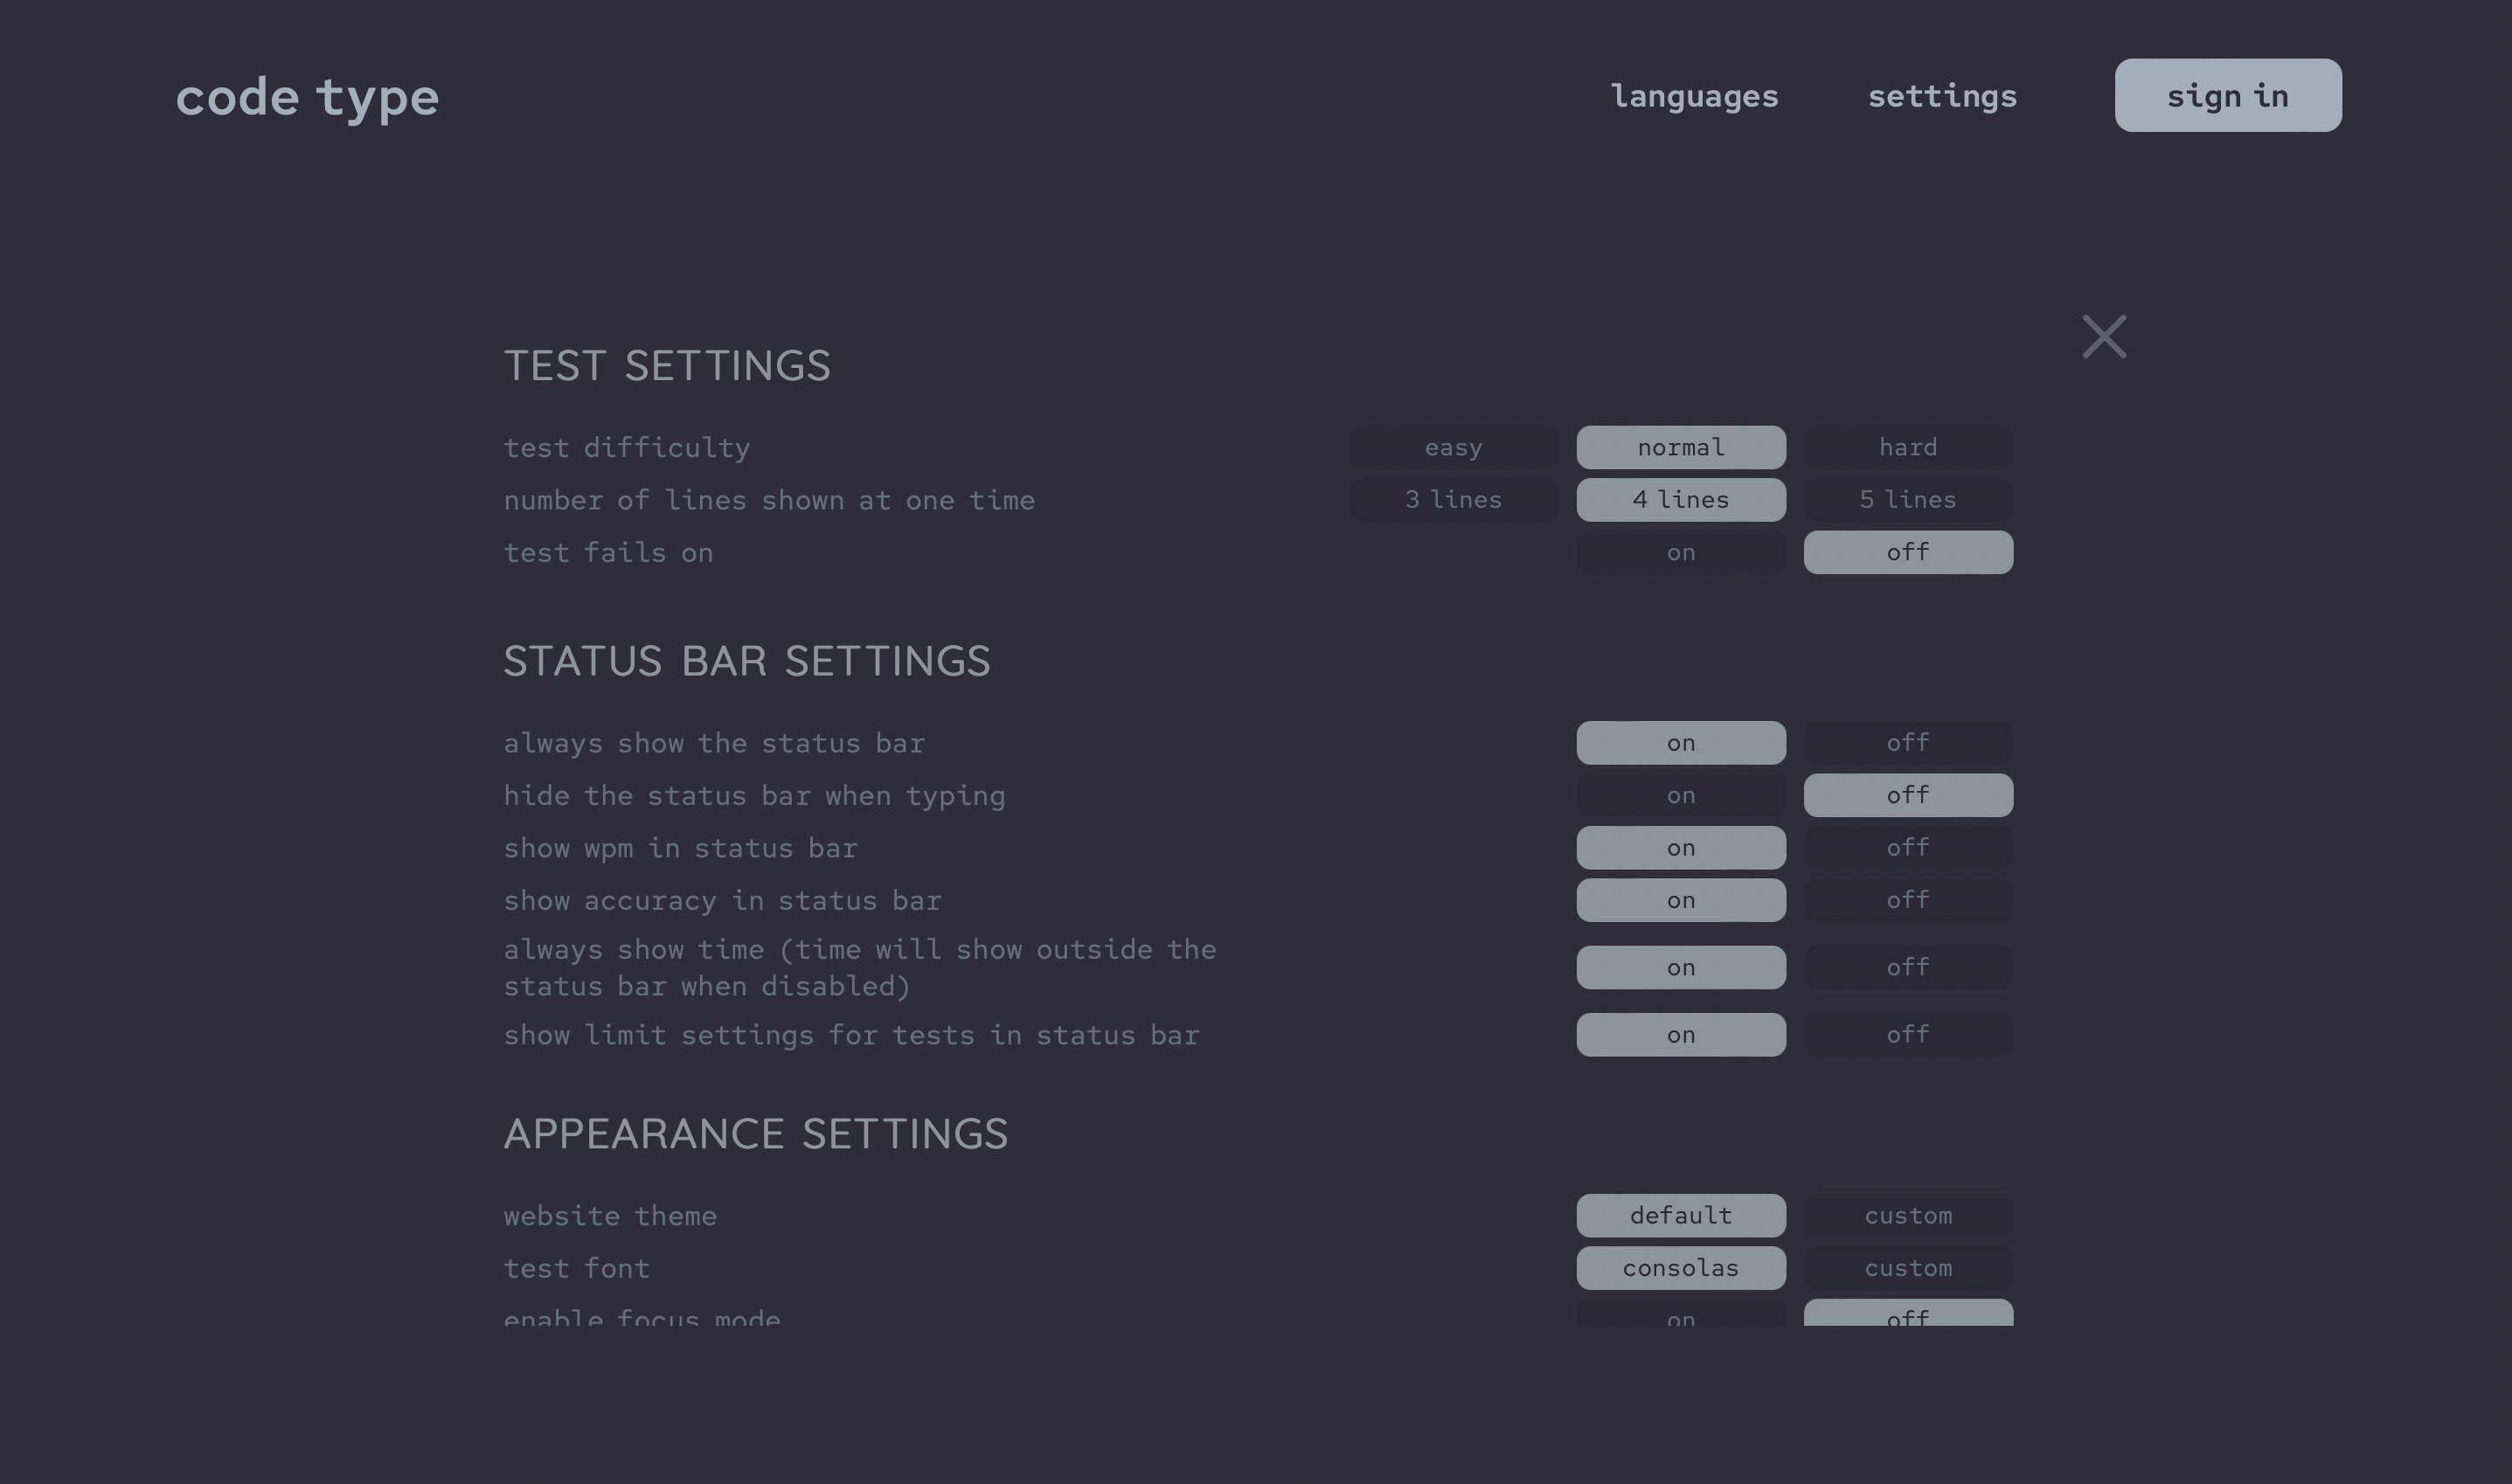 code type
languages settings sign in
TEST SETTINGS
test difficulty easy normal hard
number of lines shown at one time 3 lines 4 lines 5 lines
test fails on on off
STATUS BAR SETTINGS
always show the status bar on off
hide the status bar when typing on off
show wpm in status bar on off
show accuracy in status bar on off
always show time (time will show outside the
status bar when disabled) on off
show limit settings for tests in status bar on off
APPEARANCE SETTINGS
website theme default custom
test font consolas custom
enable focus mode on off